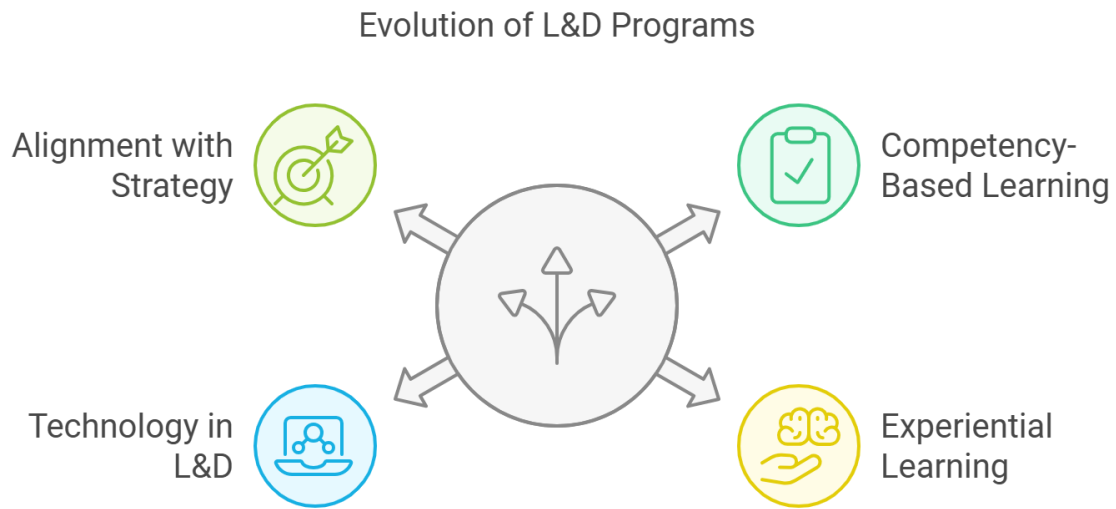 Evolution of L&D Programs
Alignment with
Strategy
Competency-
Based Learning
Technology in
L&D
Experiential
Learning